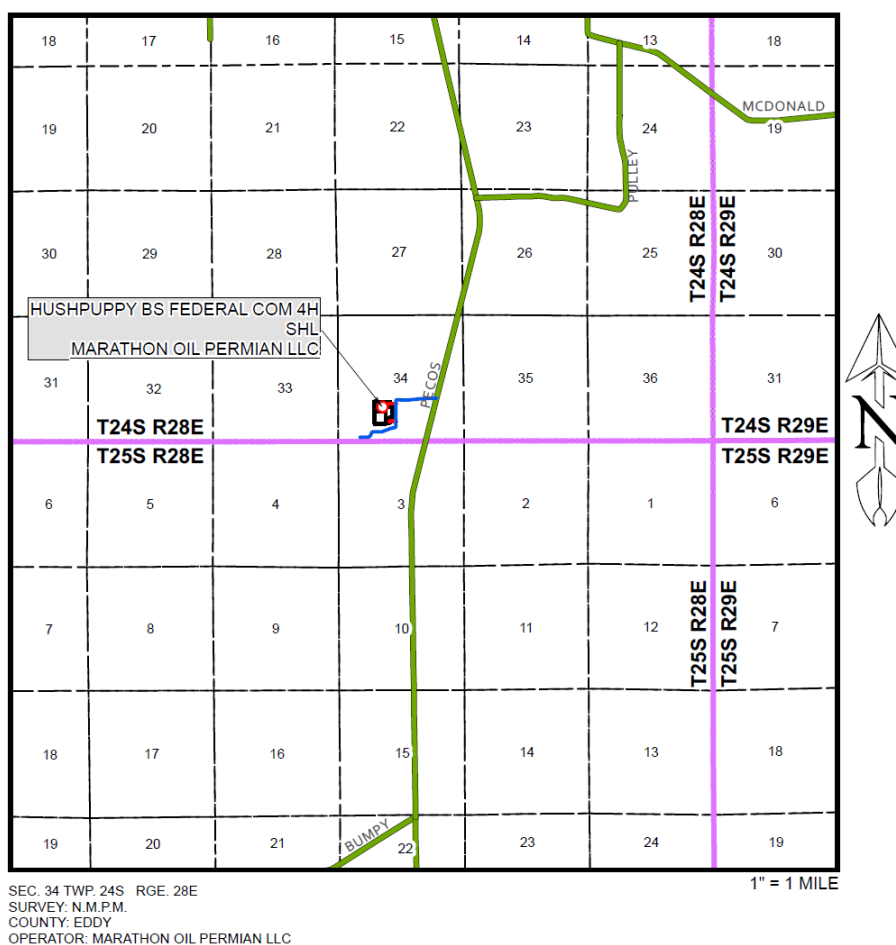 18 17 16 15 14 13 18
MCDONALD
19 20 21 22 23 24 19
PULLEY
T24S R28E
T24S R29E
30 29 28 27 26 25 30
HUSHPUPPY BS FEDERAL COM 4H
SHL
MARATHON OIL PERMIAN LLC
31 32 33 34 35 36 31
PECOS
N
T24S R28E
T24S R29E
T25S R28E
T25S R29E
6 5 4 3 2 1 6
T25S R28E
T25S R29E
7 8 9 10 11 12 7
18 17 16 15 14 13 18
BUMPY
19 20 21 22 23 24 19
1" = 1 MILE
SEC. 34 TWP. 24S RGE. 28E
SURVEY: N.M.P.M.
COUNTY: EDDY
OPERATOR: MARATHON OIL PERMIAN LLC